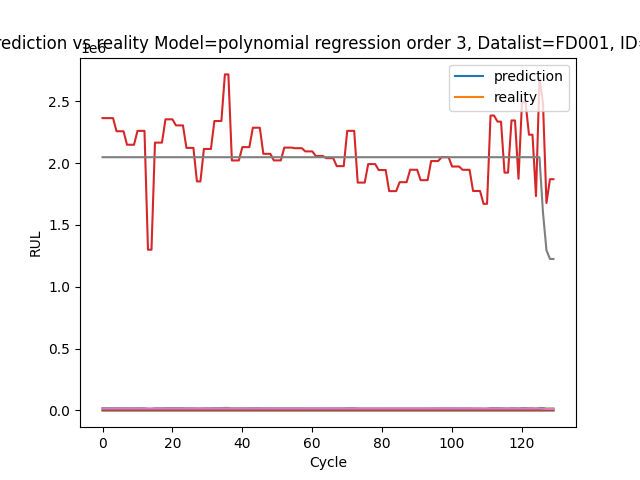 rediction vs reality Model=polynomial regression order 3, Datalist=FD001, ID=
1e6
prediction
reality
2.5
2.0
1.5
1.0
0.5
0.0
RUL
0 20 40 60 80 100 120
Cycle